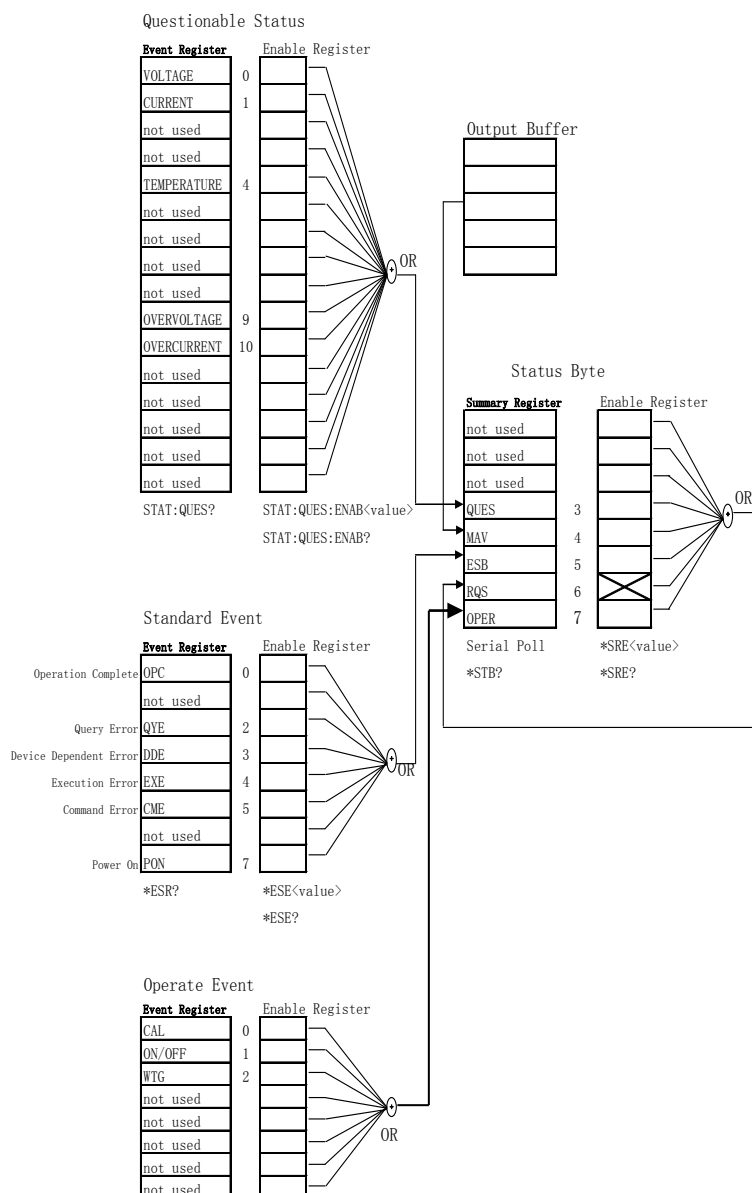 Questionable Status
Event Register Enable Register
VOLTAGE 0
CURRENT 1
not used
not used
TEMPERATURE 4
not used
not used
not used
not used
OVERVOLTAGE 9
OVERCURRENT 10
not used
not used
not used
not used
not used
STAT:QUES? STAT:QUES:ENAB<value>
STAT:QUES:ENAB?
OR
Output Buffer
Status Byte
Summary Register Enable Register
not used
not used
not used
QUES 3
MAV 4
ESB 5
RQS 6
OPER 7
Serial Poll *SRE<value>
*STB? *SRE?
OR
Standard Event
Event Register Enable Register
Operation Complete OPC 0
not used
Query Error QYE 2
Device Dependent Error DDE 3
Execution Error EXE 4
Command Error CME 5
not used
Power On PON 7
*ESR? *ESE<value>
*ESE?
OR
Operate Event
Event Register Enable Register
CAL 0
ON/OFF 1
WTG 2
not used
not used
not used
not used
not used
OR